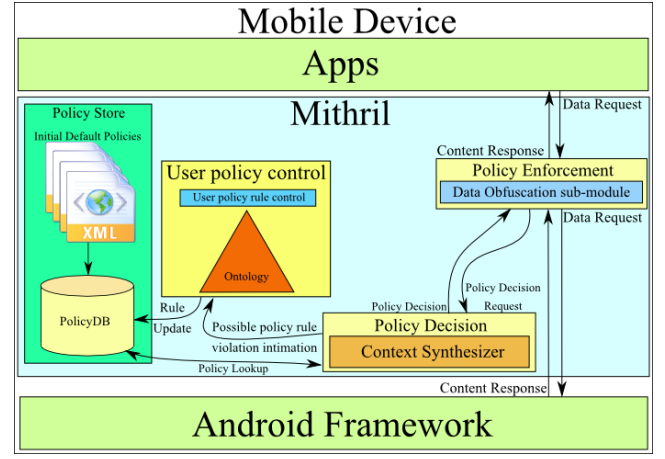 Mobile Device
Apps
Mithril
Data Request
Policy Store
Initial Default Policies
XML
PolicyDB
User policy control
User policy rule control
Ontology
Content Response
Policy Enforcement
Data Obfuscation sub-module
Data Request
Policy Decision
Request
Policy Decision
Rule
Update
Possible policy rule
violation intimation
Policy Lookup
Policy Decision
Context Synthesizer
Content Response
Android Framework